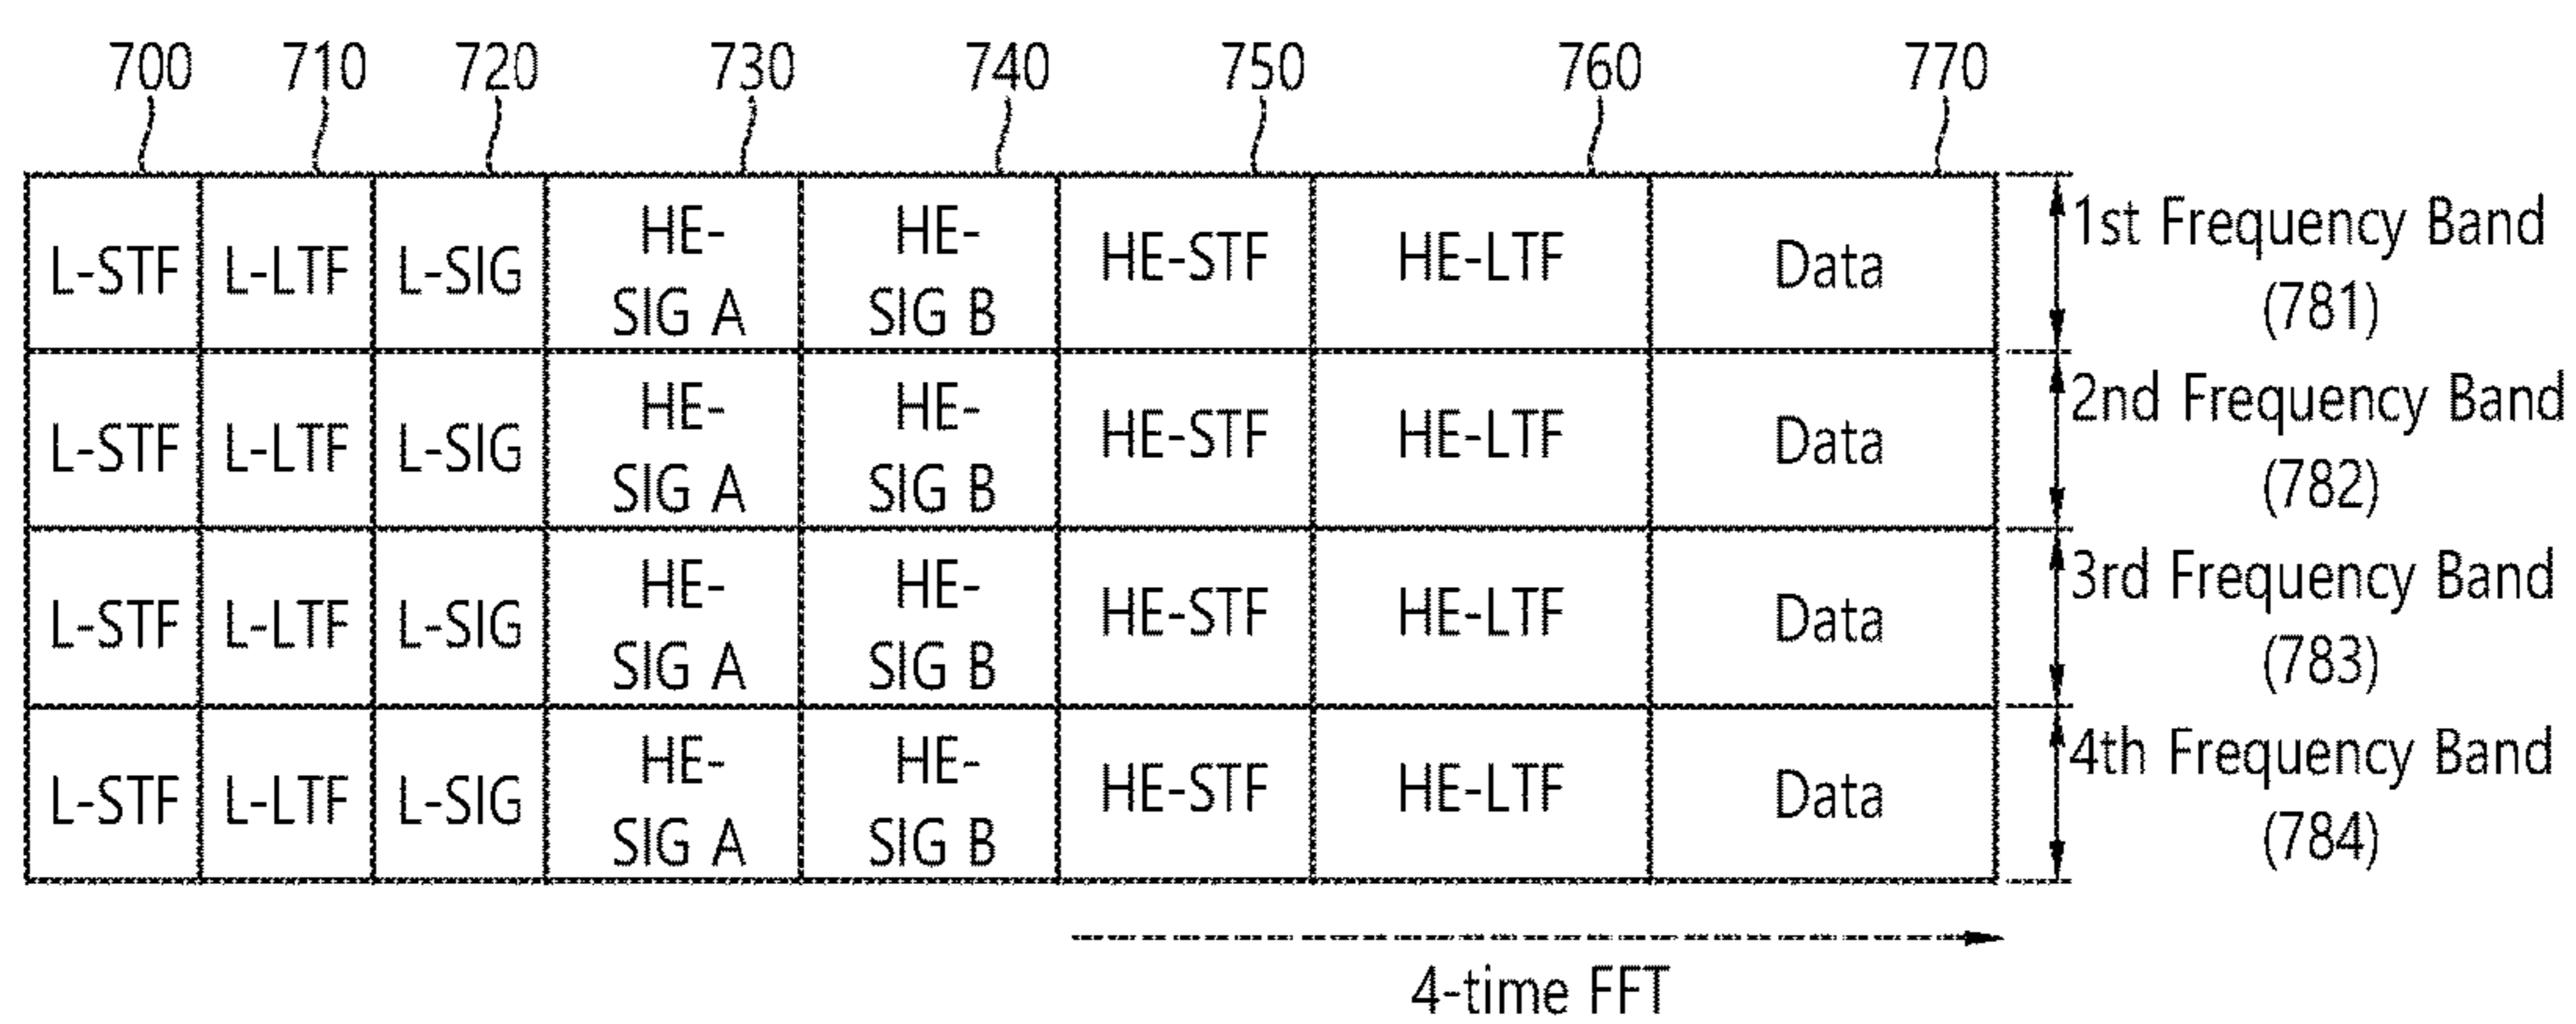 700 710 720 730 740 750 760 770
L-STF L-LTF L-SIG HE-SIG A HE-SIG B HE-STF HE-LTF Data 1st Frequency Band (781)
L-STF L-LTF L-SIG HE-SIG A HE-SIG B HE-STF HE-LTF Data 2nd Frequency Band (782)
L-STF L-LTF L-SIG HE-SIG A HE-SIG B HE-STF HE-LTF Data 3rd Frequency Band (783)
L-STF L-LTF L-SIG HE-SIG A HE-SIG B HE-STF HE-LTF Data 4th Frequency Band (784)
4-time FFT